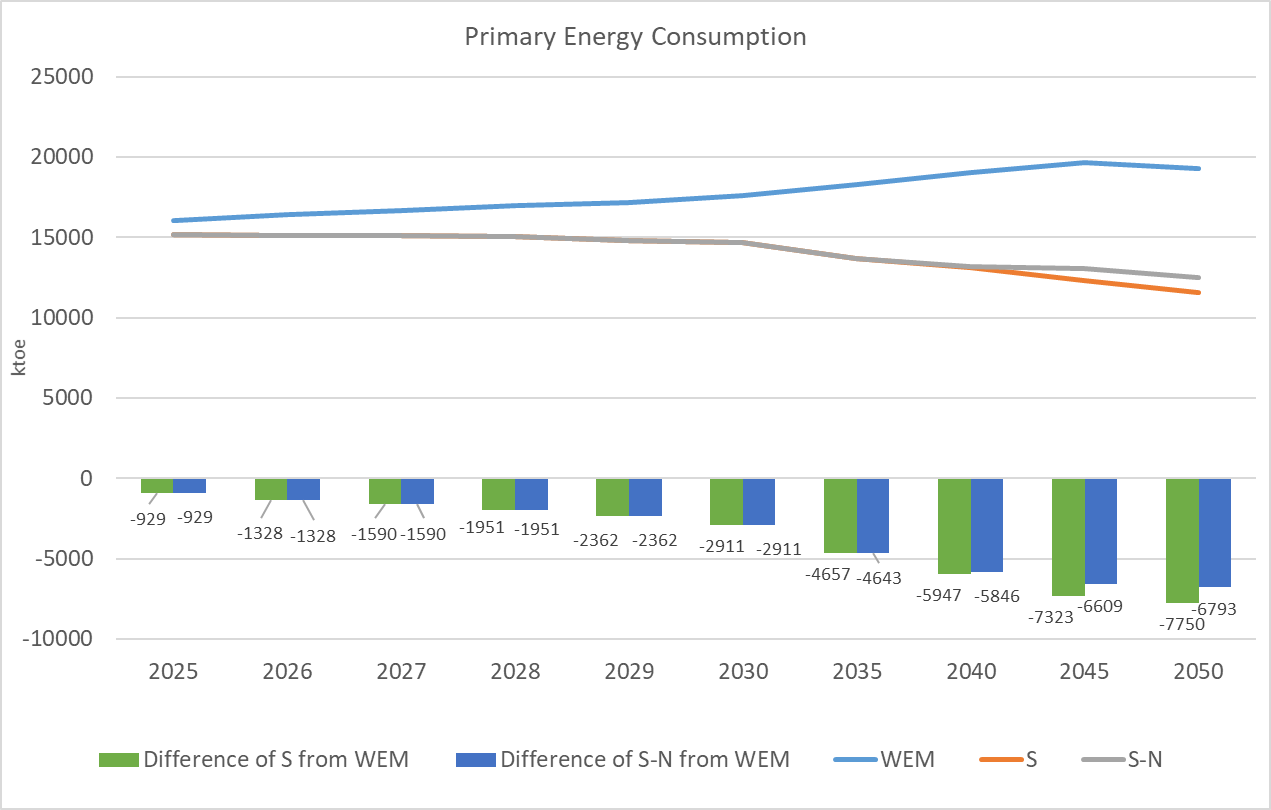 Primary Energy Consumption
25000
20000
15000
10000
5000
0
-5000
-10000
ktoe
-929 -929 -1328 -1328 -1590 -1590 -1951 -1951 -2362 -2362 -2911 -2911 -4657 -4643 -5947 -5846 -7323 -6609 -7750 -6793
2025 2026 2027 2028 2029 2030 2035 2040 2045 2050
Difference of S from WEM Difference of S-N from WEM WEM S S-N